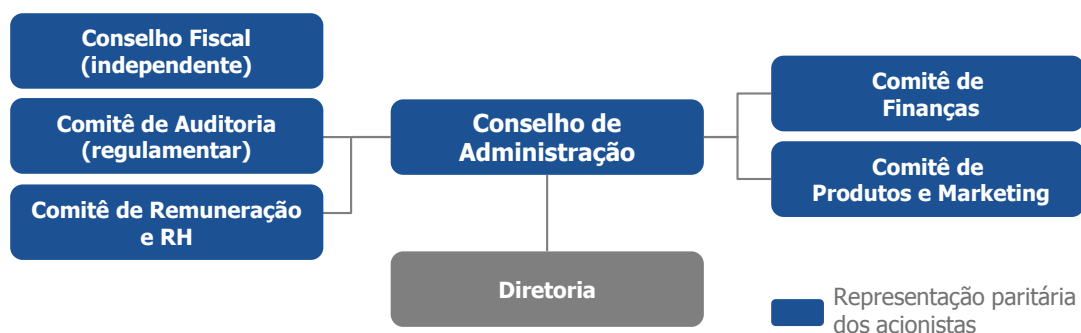 Conselho Fiscal
(independente)
Comitê de Auditoria
(regulamentar)
Comitê de Remuneração
e RH
Conselho de
Administração
Diretoria
Comitê de
Finanças
Comitê de
Produtos e Marketing
Representação paritária
dos acionistas